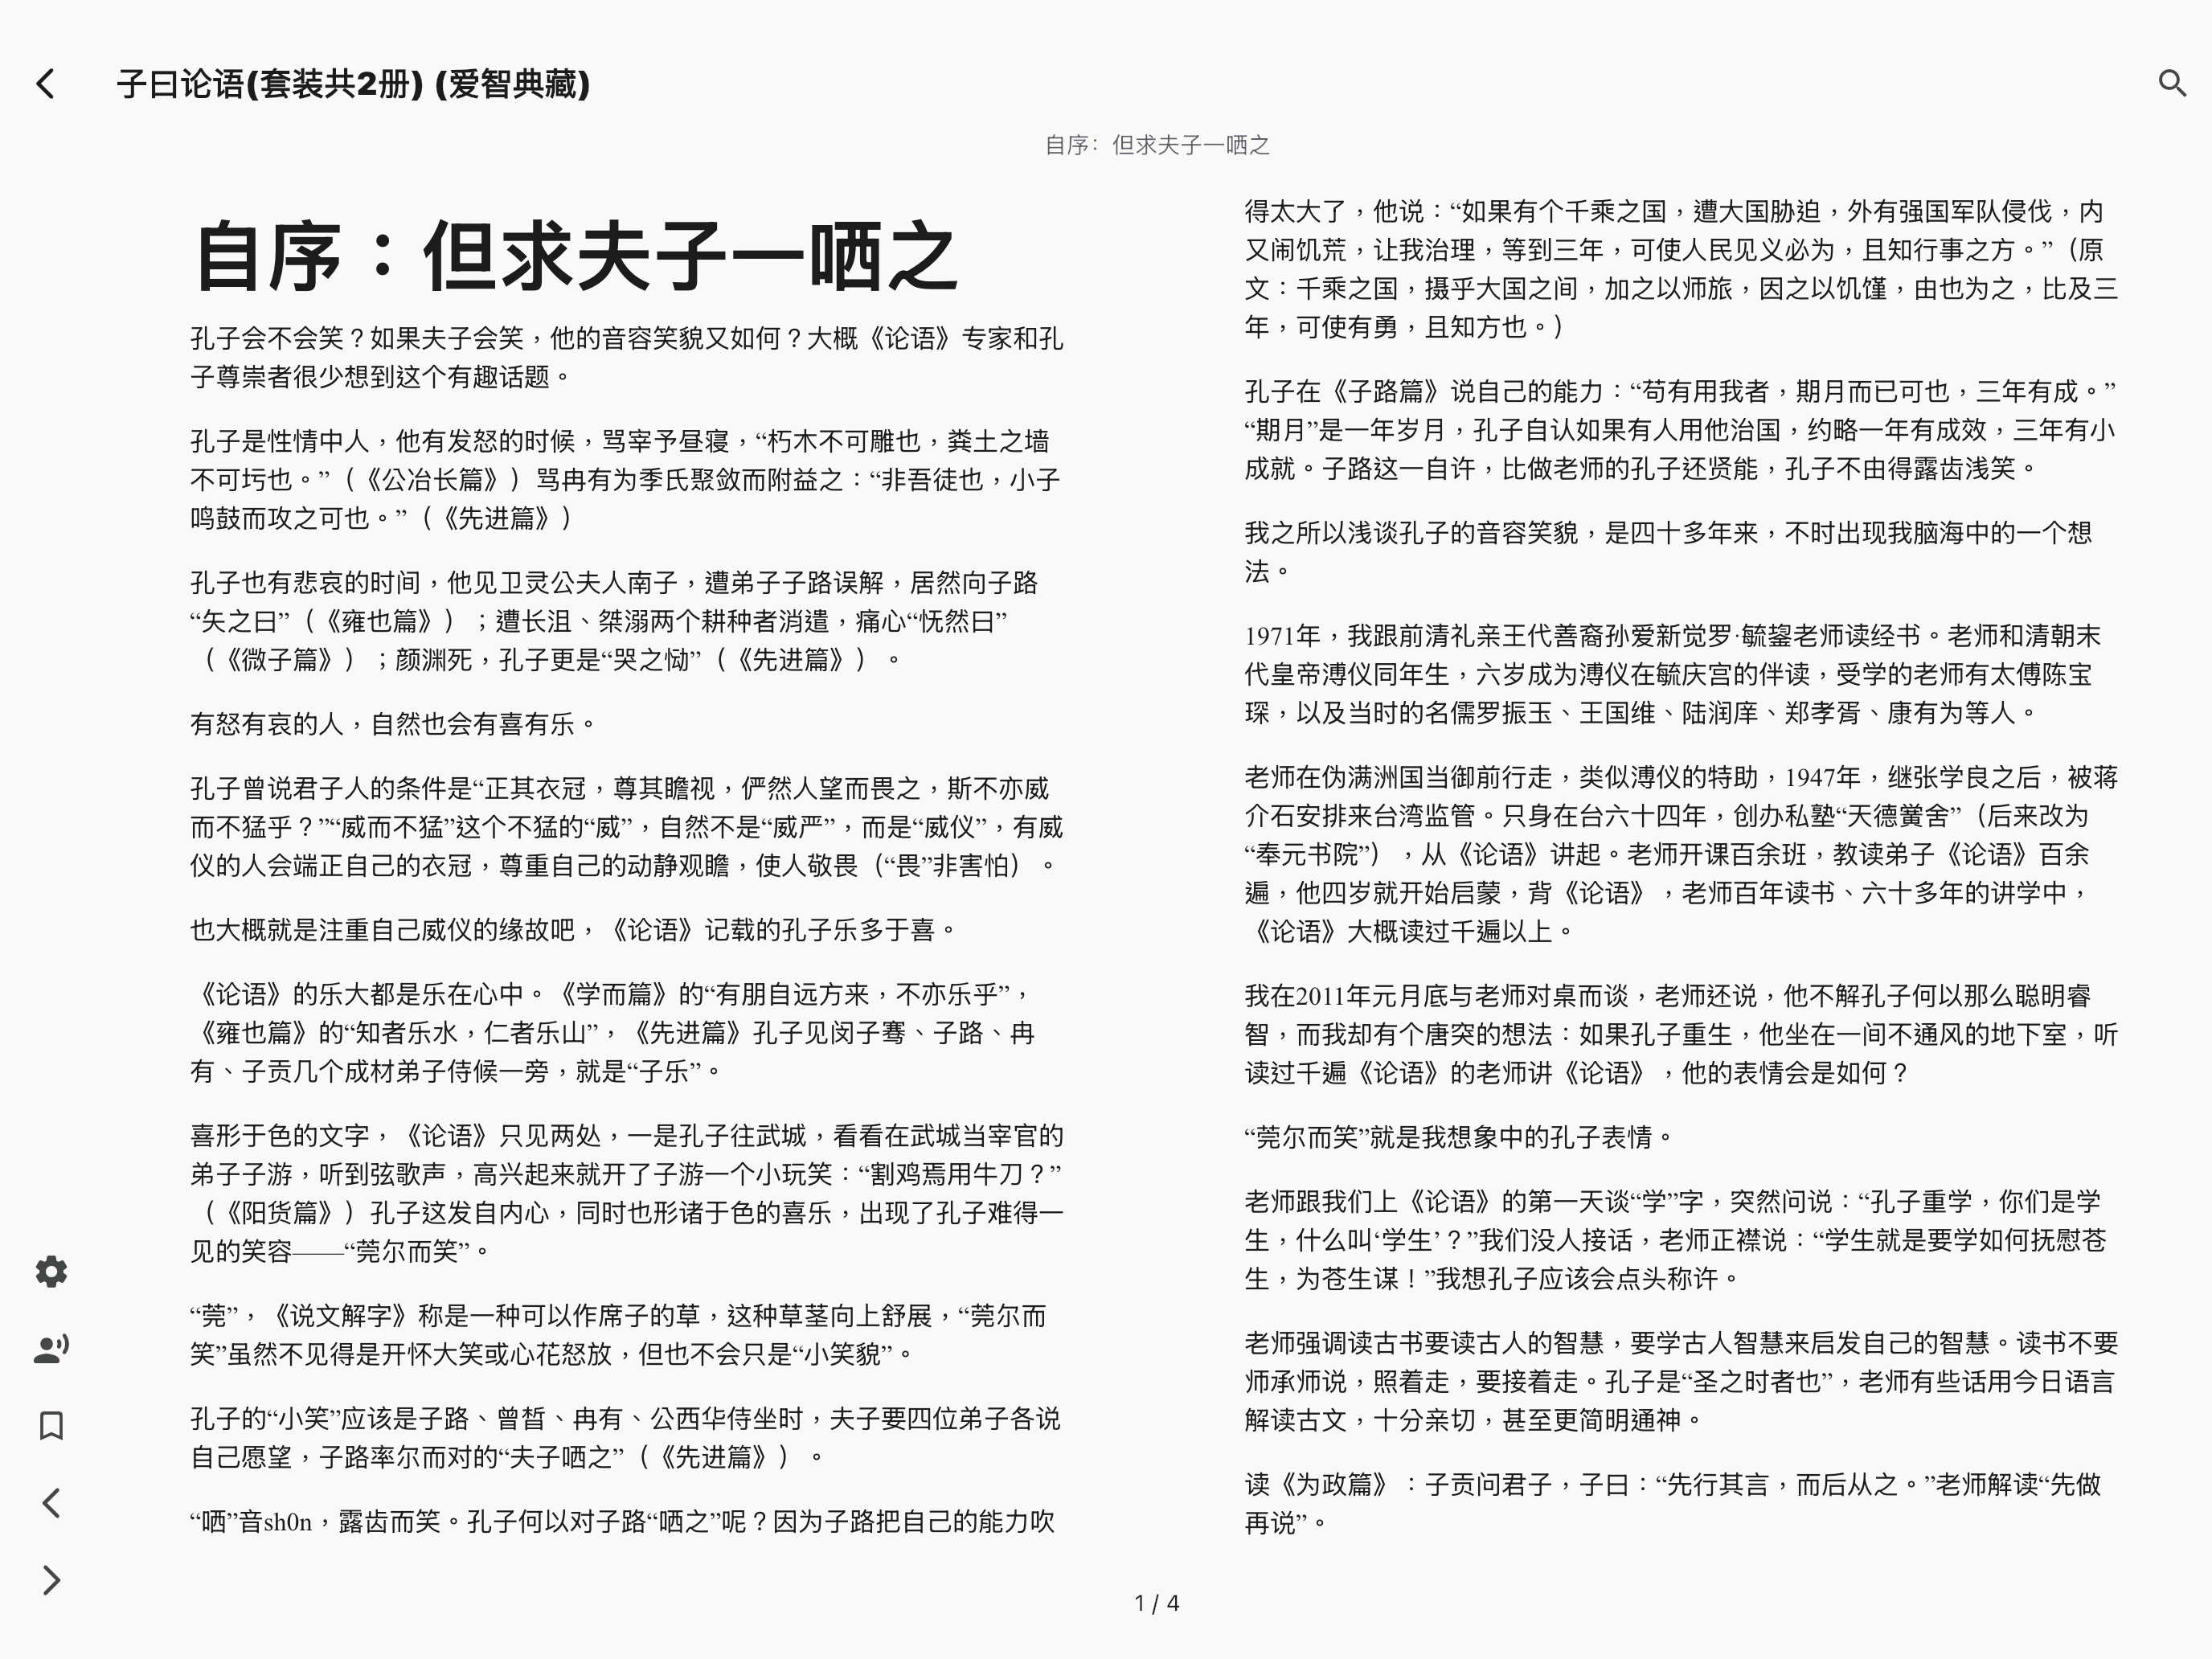 子曰论语(套装共2册) (爱智典藏)
自序：但求夫子一哂之
自序：但求夫子一哂之
孔子会不会笑？如果夫子会笑，他的音容笑貌又如何？大概《论语》专家和孔
子尊崇者很少想到这个有趣话题。
孔子是性情中人，他有发怒的时候，骂宰予昼寝，“朽木不可雕也，粪土之墙
不可圬也。”（《公冶长篇》）骂冉有为季氏聚敛而附益之：“非吾徒也，小子
鸣鼓而攻之可也。”（《先进篇》）
孔子也有悲哀的时间，他见卫灵公夫人南子，遭弟子子路误解，居然向子路
“矢之曰”（《雍也篇》）；遭长沮、桀溺两个耕种者消遣，痛心“怃然曰”
（《微子篇》）；颜渊死，孔子更是“哭之恸”（《先进篇》）。
有怒有哀的人，自然也会有喜有乐。
孔子曾说君子人的条件是“正其衣冠，尊其瞻视，俨然人望而畏之，斯不亦威
而不猛乎？”“威而不猛”这个不猛的“威”，自然不是“威严”，而是“威仪”，有威
仪的人会端正自己的衣冠，尊重自己的动静观瞻，使人敬畏（“畏”非害怕）。
也大概就是注重自己威仪的缘故吧，《论语》记载的孔子乐多于喜。
《论语》的乐大都是乐在心中。《学而篇》的“有朋自远方来，不亦乐乎”，
《雍也篇》的“知者乐水，仁者乐山”，《先进篇》孔子见闵子骞、子路、冉
有、子贡几个成材弟子侍候一旁，就是“子乐”。
喜形于色的文字，《论语》只见两处，一是孔子往武城，看看在武城当宰官的
弟子子游，听到弦歌声，高兴起来就开了子游一个小玩笑：“割鸡焉用牛刀？”
（《阳货篇》）孔子这发自内心，同时也形诸于色的喜乐，出现了孔子难得一
见的笑容——“莞尔而笑”。
“莞”，《说文解字》称是一种可以作席子的草，这种草茎向上舒展，“莞尔而
笑”虽然不见得是开怀大笑或心花怒放，但也不会只是“小笑貌”。
孔子的“小笑”应该是子路、曾皙、冉有、公西华侍坐时，夫子要四位弟子各说
自己愿望，子路率尔而对的“夫子哂之”（《先进篇》）。
“哂”音sh0n，露齿而笑。孔子何以对子路“哂之”呢？因为子路把自己的能力吹
得太大了，他说：“如果有个千乘之国，遭大国胁迫，外有强国军队侵伐，内
又闹饥荒，让我治理，等到三年，可使人民见义必为，且知行事之方。”（原
文：千乘之国，摄乎大国之间，加之以师旅，因之以饥馑，由也为之，比及三
年，可使有勇，且知方也。）
孔子在《子路篇》说自己的能力：“苟有用我者，期月而已可也，三年有成。”
“期月”是一年岁月，孔子自认如果有人用他治国，约略一年有成效，三年有小
成就。子路这一自许，比做老师的孔子还贤能，孔子不由得露齿浅笑。
我之所以浅谈孔子的音容笑貌，是四十多年来，不时出现我脑海中的一个想
法。
1971年，我跟前清礼亲王代善裔孙爱新觉罗·毓鋆老师读经书。老师和清朝末
代皇帝溥仪同年生，六岁成为溥仪在毓庆宫的伴读，受学的老师有太傅陈宝
琛，以及当时的名儒罗振玉、王国维、陆润庠、郑孝胥、康有为等人。
老师在伪满洲国当御前行走，类似溥仪的特助，1947年，继张学良之后，被蒋
介石安排来台湾监管。只身在台六十四年，创办私塾“天德黉舍”（后来改为
“奉元书院”），从《论语》讲起。老师开课百余班，教读弟子《论语》百余
遍，他四岁就开始启蒙，背《论语》，老师百年读书、六十多年的讲学中，
《论语》大概读过千遍以上。
我在2011年元月底与老师对桌而谈，老师还说，他不解孔子何以那么聪明睿
智，而我却有个唐突的想法：如果孔子重生，他坐在一间不通风的地下室，听
读过千遍《论语》的老师讲《论语》，他的表情会是如何？
“莞尔而笑”就是我想象中的孔子表情。
老师跟我们上《论语》的第一天谈“学”字，突然问说：“孔子重学，你们是学
生，什么叫‘学生’？”我们没人接话，老师正襟说：“学生就是要学如何抚慰苍
生，为苍生谋！”我想孔子应该会点头称许。
老师强调读古书要读古人的智慧，要学古人智慧来启发自己的智慧。读书不要
师承师说，照着走，要接着走。孔子是“圣之时者也”，老师有些话用今日语言
解读古文，十分亲切，甚至更简明通神。
读《为政篇》：子贡问君子，子曰：“先行其言，而后从之。”老师解读“先做
再说”。
1 / 4